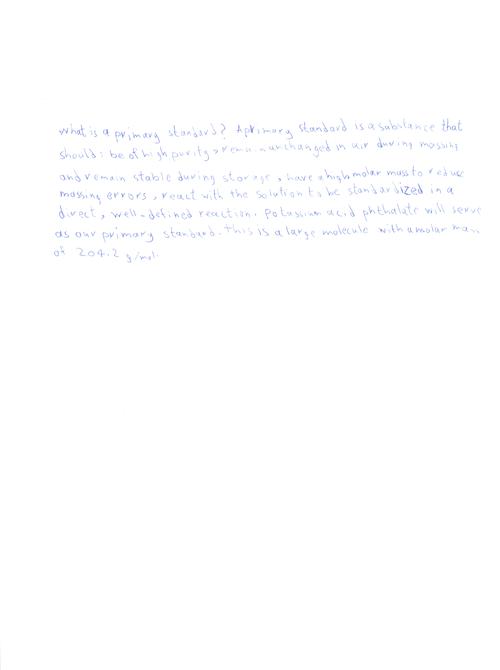 What is a primary standard? A primary standard is a substance that
should: be of high purity, remain unchanged in air during massing
and remain stable during storage, have a high molar mass to reduce
massing errors, react with the solution to be standardized in a
direct, well-defined reaction. Potassium acid phthalate will serve
as our primary standard. This is a large molecule with a molar mass
of 204.2 g/mol.